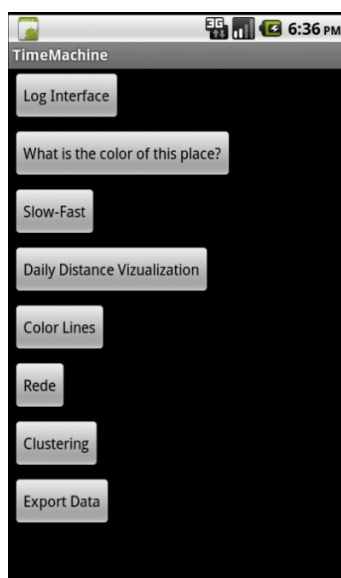 3G 6:36 PM
TimeMachine
Log Interface
What is the color of this place?
Slow-Fast
Daily Distance Vizualization
Color Lines
Rede
Clustering
Export Data